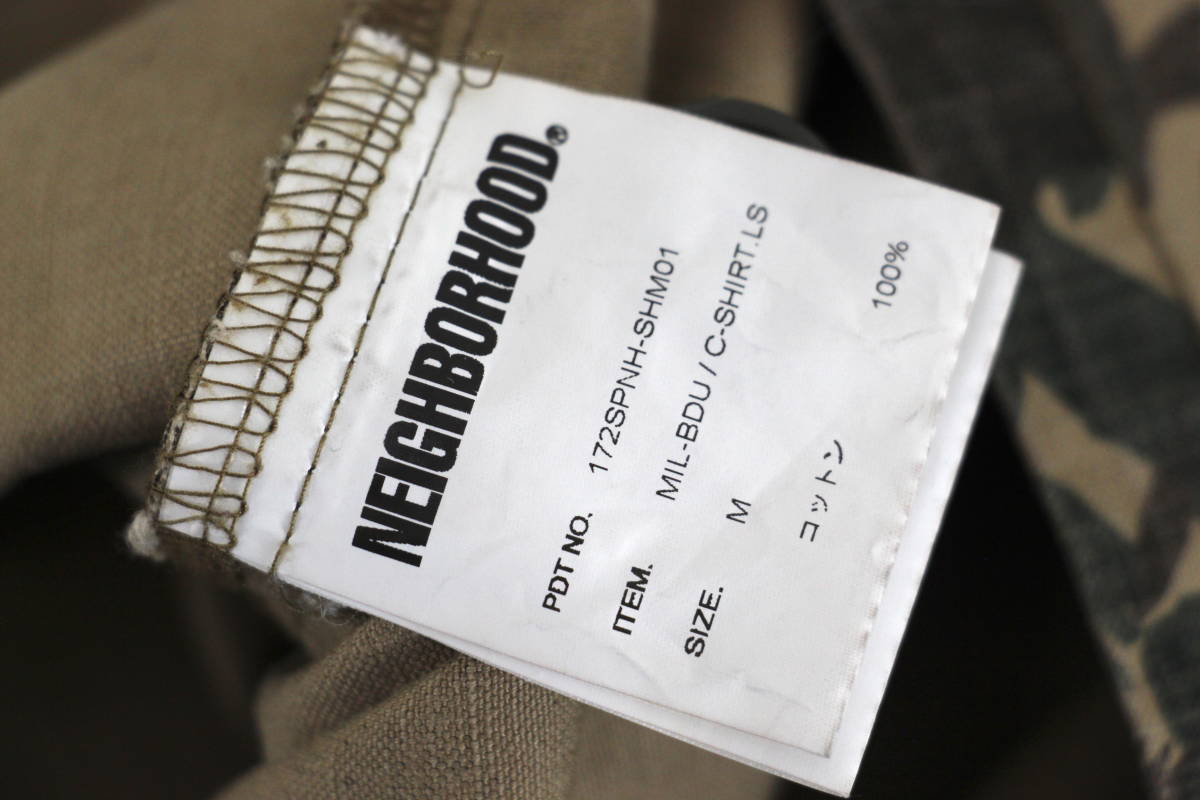 NEIGHBORHOOD®
PDT NO. 172SPNH-SHM01
ITEM. MIL-BDU / C-SHIRT.LS
SIZE. M
コットン 100%